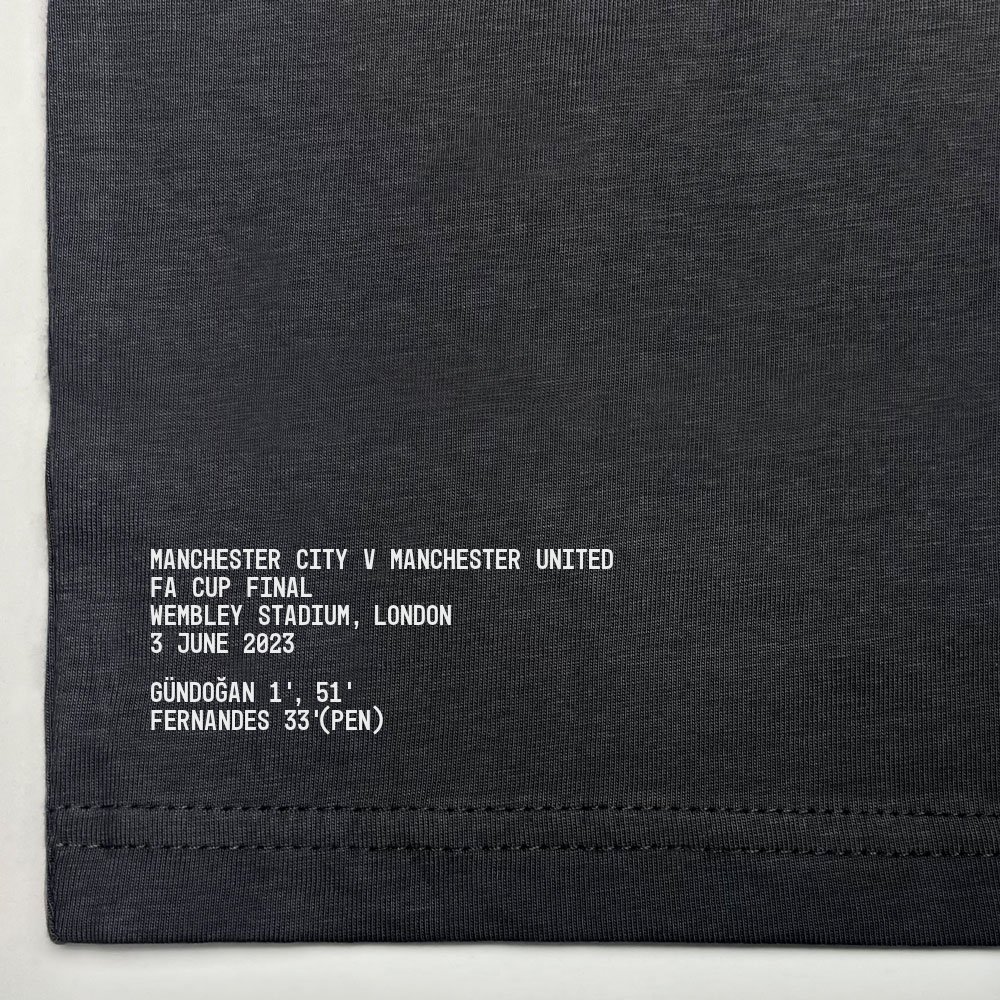 MANCHESTER CITY V MANCHESTER UNITED
FA CUP FINAL
WEMBLEY STADIUM, LONDON
3 JUNE 2023
GÜNDOĞAN 1', 51'
FERNANDES 33'(PEN)